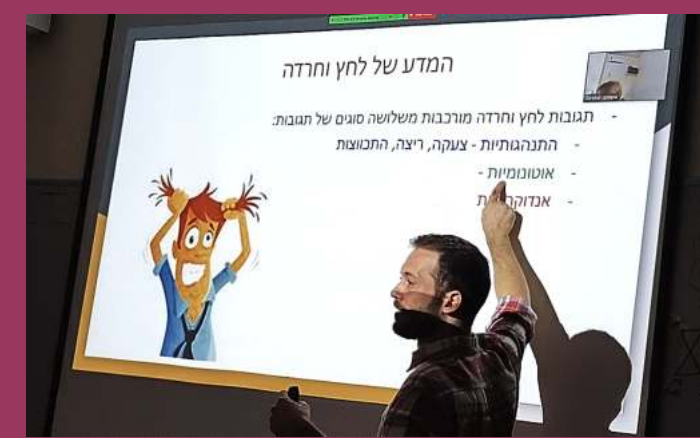 המדע של לחץ וחרדה
- תגובות לחץ וחרדה מורכבות משלושה סוגים של תגובות:
- התנהגותיות - צעקה, ריצה, התכווצות
- אוטונומיות -
-